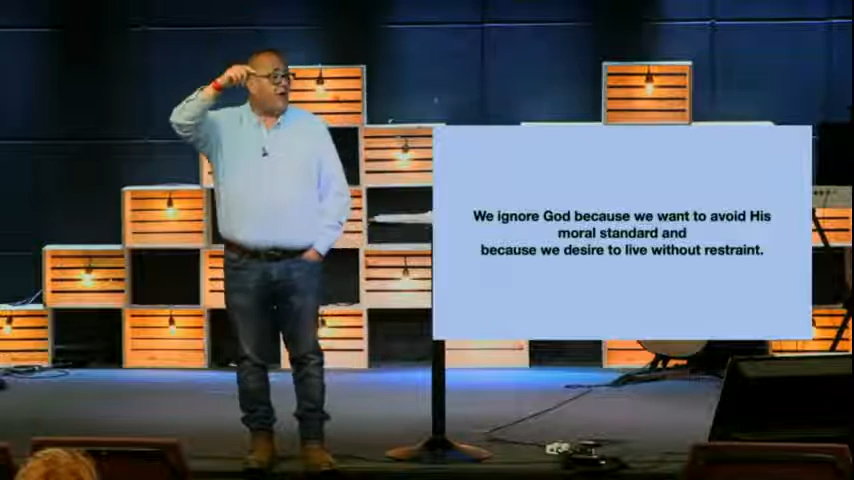 We ignore God because we want to avoid His
moral standard and
because we desire to live without restraint.